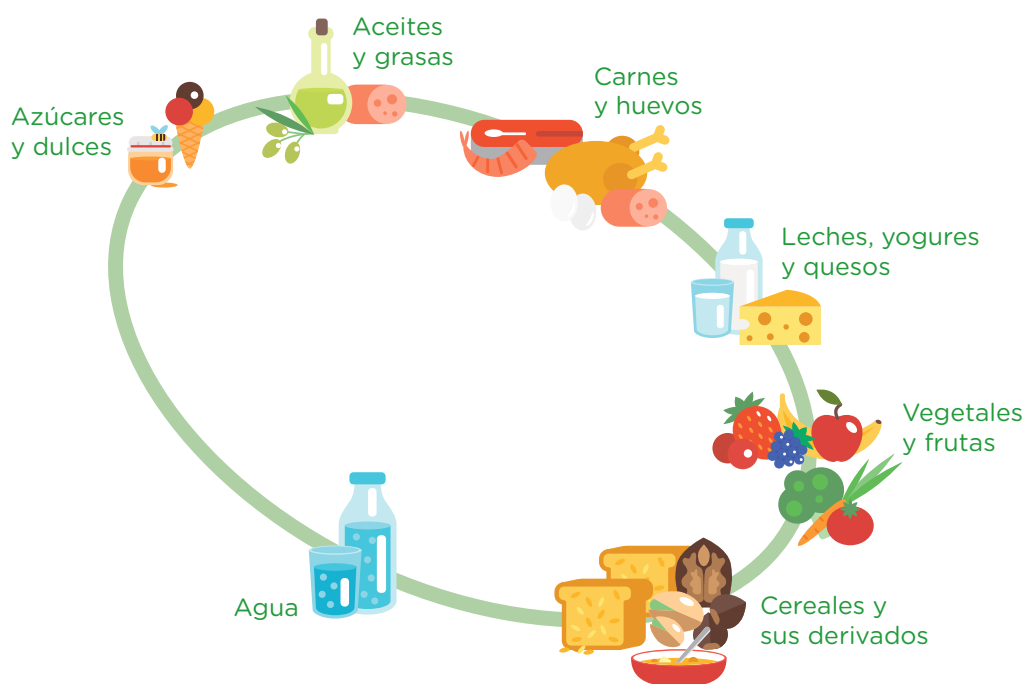 Aceites
y grasas
Carnes
y huevos
Azúcares
y dulces
Leches, yogures
y quesos
Vegetales
y frutas
Cereales y
sus derivados
Agua